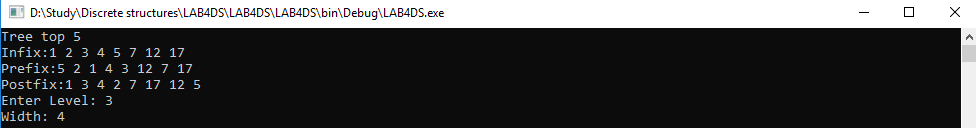 D:\Study\Discrete structures\LAB4DS\LAB4DS\LAB4DS\bin\Debug\LAB4DS.exe
Tree top 5
Infix:1 2 3 4 5 7 12 17
Prefix:5 2 1 4 3 12 7 17
Postfix:1 3 4 2 7 17 12 5
Enter Level: 3
Width: 4